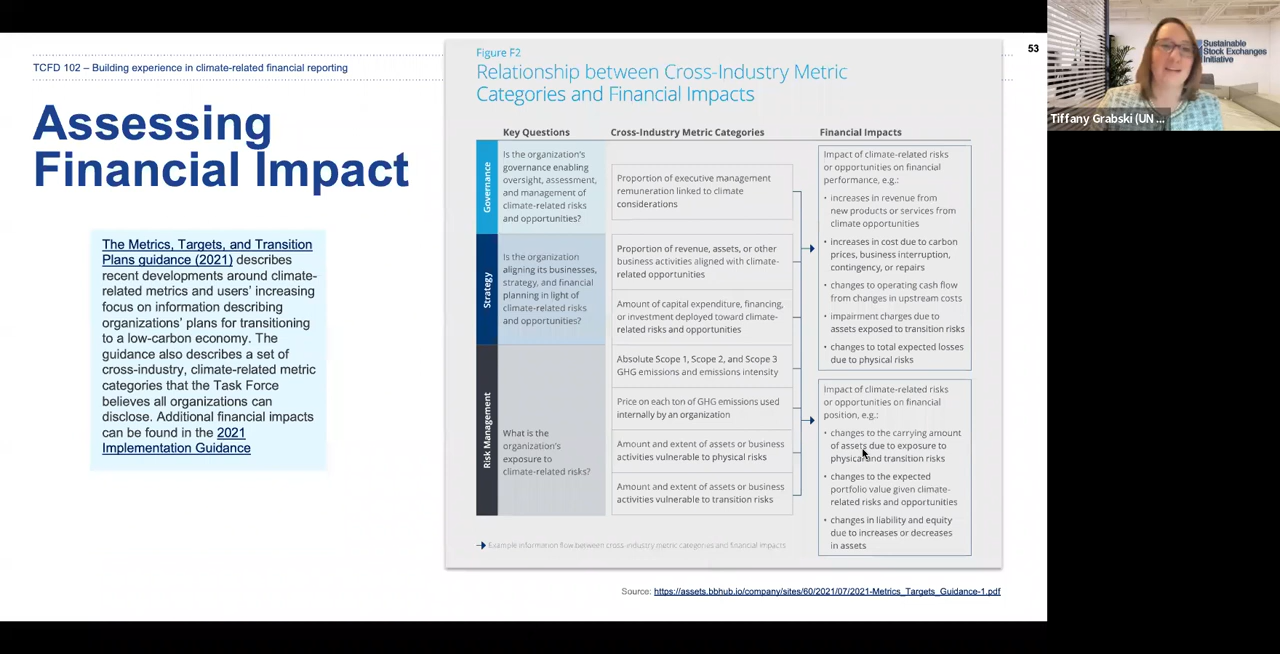 TCFD 102 – Building experience in climate-related financial reporting
53
Assessing
Financial Impact
The Metrics, Targets, and Transition
Plans guidance (2021) describes
recent developments around climate-
related metrics and users' increasing
focus on information describing
organizations' plans for transitioning
to a low-carbon economy. The
guidance also describes a set of
cross-industry, climate-related metric
categories that the Task Force
believes all organizations can
disclose. Additional financial impacts
can be found in the 2021
Implementation Guidance
Figure F2
Relationship between Cross-Industry Metric
Categories and Financial Impacts
Key Questions
Cross-Industry Metric Categories
Financial Impacts
Governance
Is the organization's
governance enabling
oversight, assessment,
and management of
climate-related risks
and opportunities?
Proportion of executive management
remuneration linked to climate
considerations
Strategy
Is the organization
aligning its businesses,
strategy, and financial
planning in light of
climate-related risks
and opportunities?
Proportion of revenue, assets, or other
business activities aligned with climate-
related opportunities
Amount of capital expenditure, financing,
or investment deployed toward climate-
related risks and opportunities
Risk Management
What is the
organization's
exposure to
climate-related risks?
Absolute Scope 1, Scope 2, and Scope 3
GHG emissions and emissions intensity
Price on each ton of GHG emissions used
internally by an organization
Amount and extent of assets or business
activities vulnerable to physical risks
Amount and extent of assets or business
activities vulnerable to transition risks
Impact of climate-related risks
or opportunities on financial
performance, e.g.:
• increases in revenue from
new products or services from
climate opportunities
• increases in cost due to carbon
prices, business interruption,
contingency, or repairs
• changes to operating cash flow
from changes in upstream costs
• impairment charges due to
assets exposed to transition risks
• changes to total expected losses
due to physical risks
Impact of climate-related risks
or opportunities on financial
position, e.g.:
• changes to the carrying amount
of assets due to exposure to
physical and transition risks
• changes to the expected
portfolio value given climate-
related risks and opportunities
• changes in liability and equity
due to increases or decreases
in assets
Example information flow between cross-industry metric categories and financial impacts
Source: https://assets.bbhub.io/company/sites/60/2021/07/2021-Metrics_Targets_Guidance-1.pdf
Sustainable
Stock Exchanges
Initiative
Tiffany Grabski (UN ...